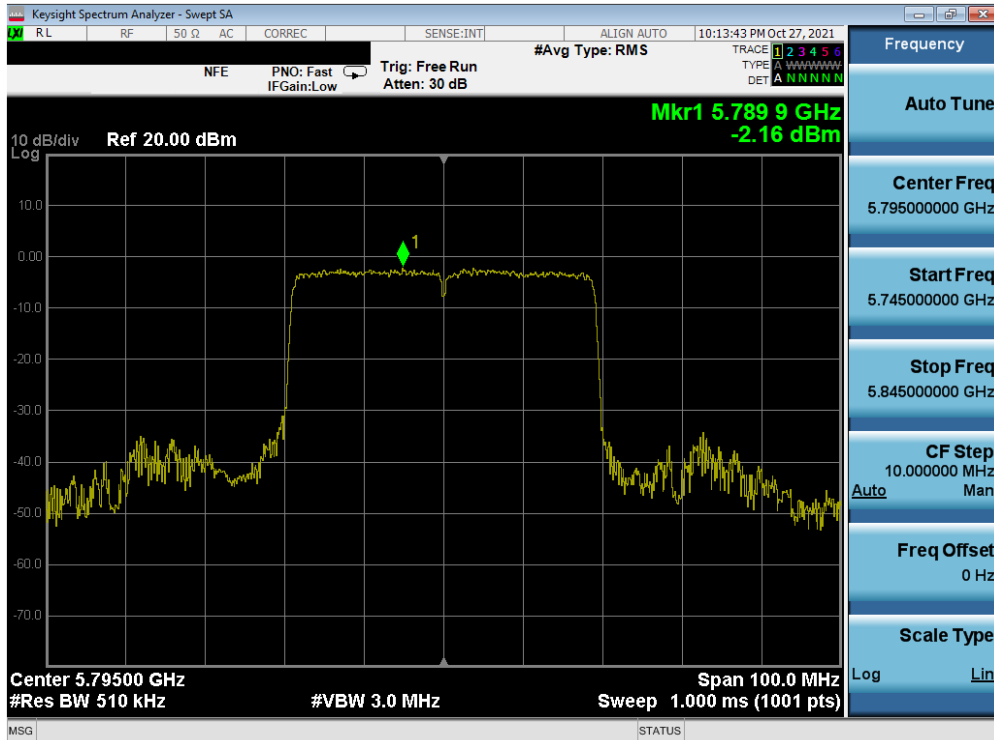 Keysight Spectrum Analyzer - Swept SA
LXI RL RF 50 Ω AC CORREC SENSE:INT ALIGN AUTO 10:13:43 PM Oct 27, 2021
NFE PNO: Fast IFGain:Low
Trig: Free Run
Atten: 30 dB
#Avg Type: RMS
TRACE 1 2 3 4 5 6
TYPE A WWWWW
DET A N N N N N
Mkr1 5.789 9 GHz
-2.16 dBm
10 dB/div Ref 20.00 dBm
Log
10.0
0.00
-10.0
-20.0
-30.0
-40.0
-50.0
-60.0
-70.0
1
Center 5.79500 GHz Span 100.0 MHz
#Res BW 510 kHz #VBW 3.0 MHz Sweep 1.000 ms (1001 pts)
MSG STATUS
Frequency
Auto Tune
Center Freq
5.795000000 GHz
Start Freq
5.745000000 GHz
Stop Freq
5.845000000 GHz
CF Step
10.000000 MHz
Auto Man
Freq Offset
0 Hz
Scale Type
Log Lin